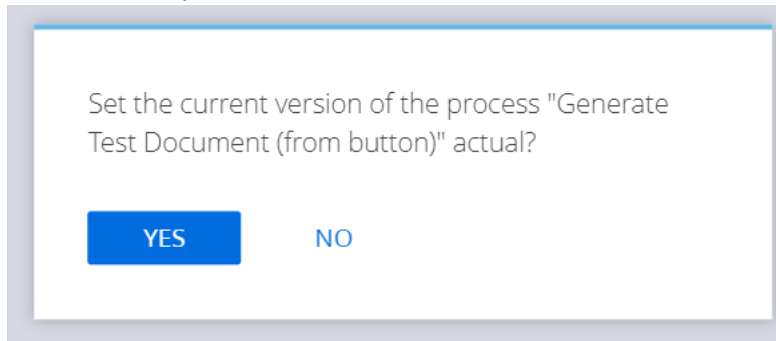 Set the current version of the process "Generate
Test Document (from button)" actual?
YES
NO